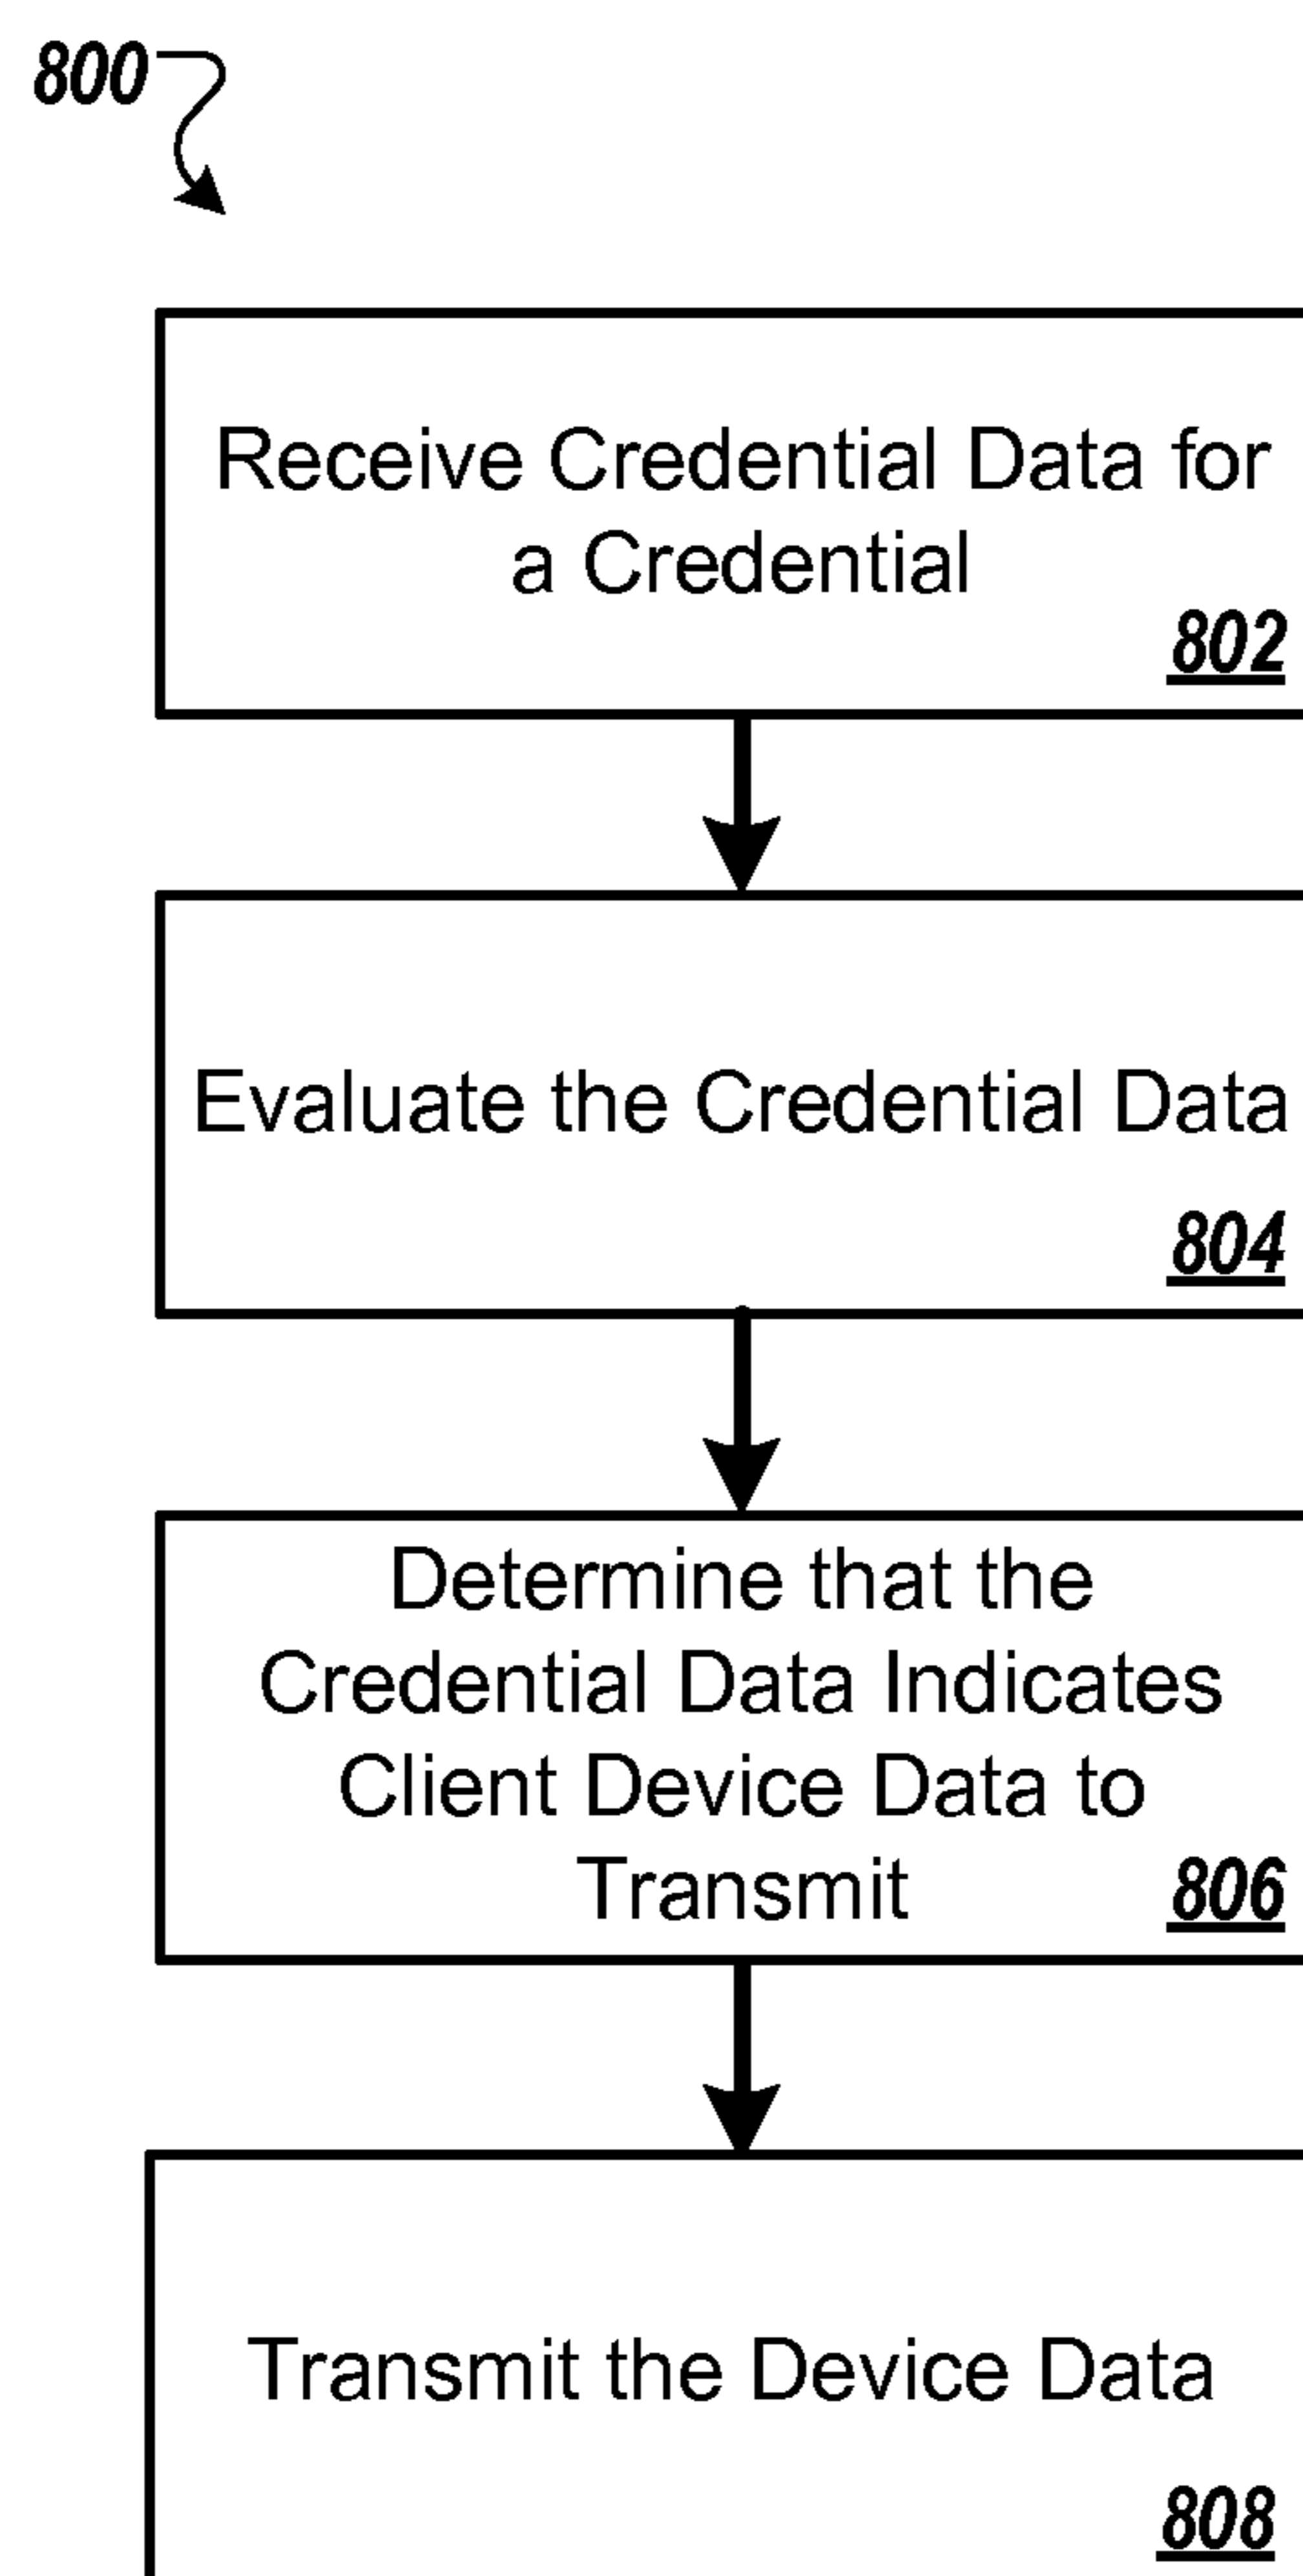 800
Receive Credential Data for
a Credential
802
Evaluate the Credential Data
804
Determine that the
Credential Data Indicates
Client Device Data to
Transmit 806
Transmit the Device Data
808